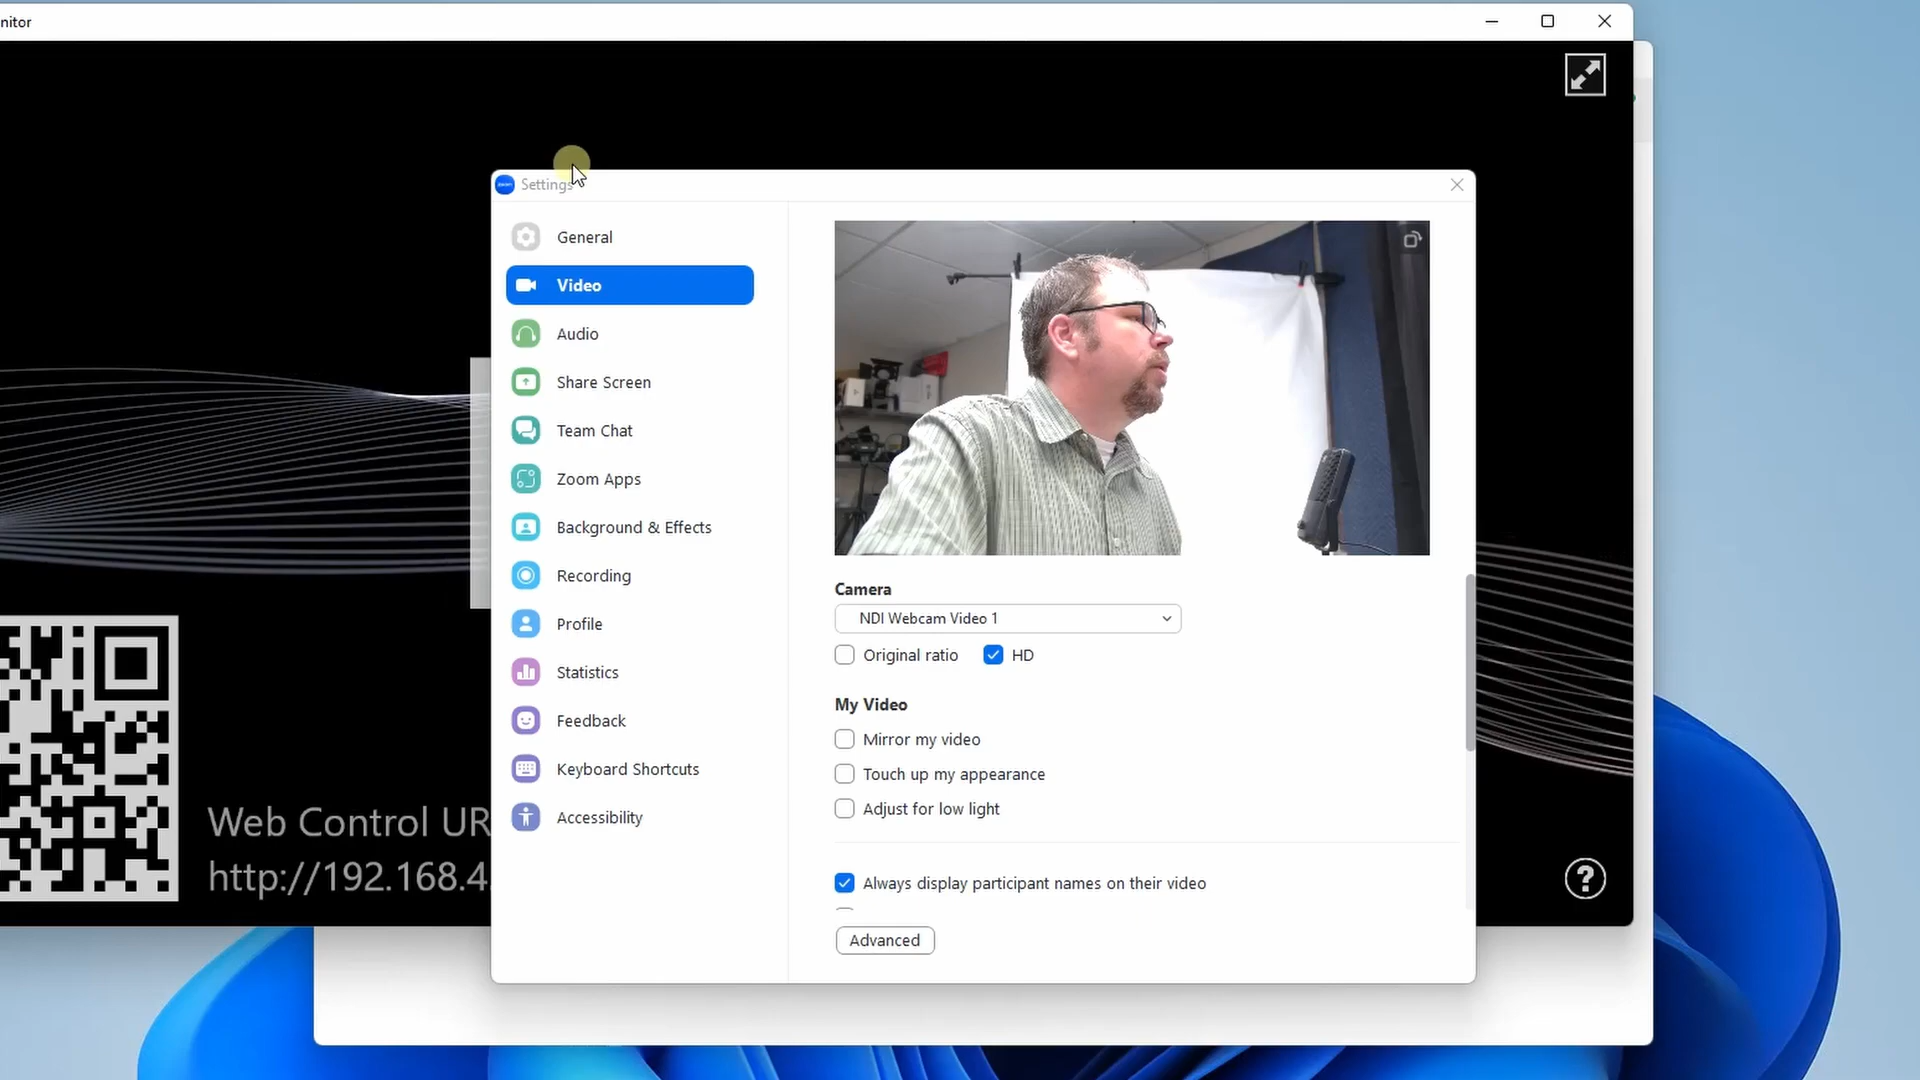 nitor
Settings
General
Video
Audio
Share Screen
Team Chat
Zoom Apps
Background & Effects
Recording
Profile
Statistics
Feedback
Keyboard Shortcuts
Accessibility
Camera
NDI Webcam Video 1
Original ratio
HD
My Video
Mirror my video
Touch up my appearance
Adjust for low light
Always display participant names on their video
Advanced
Web Control UR
http://192.168.4.
?